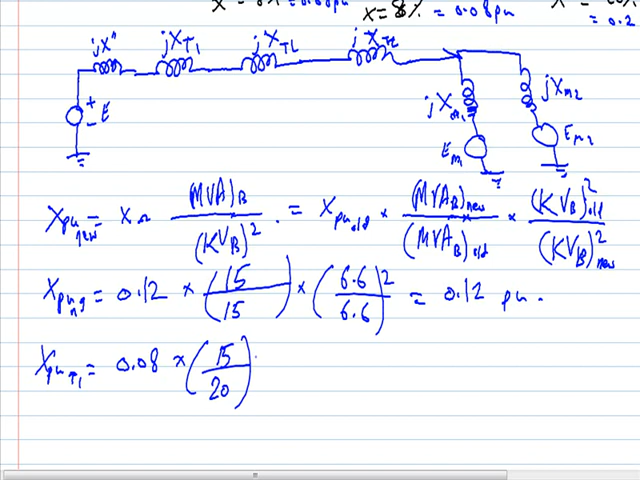 X = 8% = 0.08 pu
= 0.2
jX" jX_T1 jX_TL jX_T2
+ - E
jX_m1 jX_m2
E_m1 E_m2
X_pu new = X Ω (MVA)_B / (KV_B)^2 . = X_pu old * (MVA_B)_new / (MVA_B)_old * (KV_B)^2_old / (KV_B)^2_new
X_pu ng = 0.12 * (15/15) * (6.6/6.6)^2 = 0.12 pu .
X_pu T1 = 0.08 * (15/20)